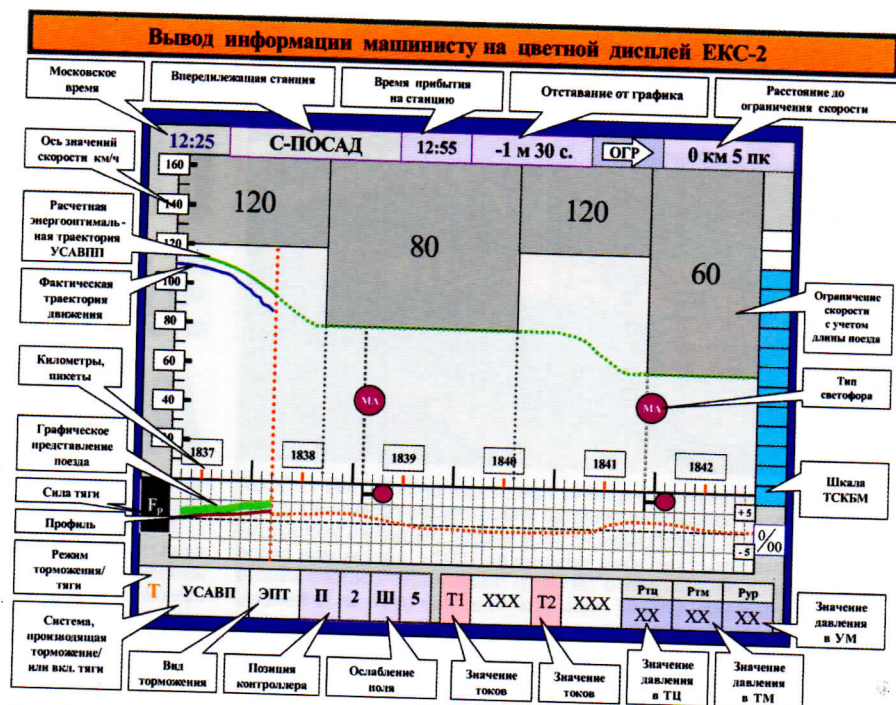 Вывод информации машинисту на цветной дисплей ЕКС-2
Московское
время
Впередилежащая станция
Время прибытия
на станцию
Отставание от графика
Расстояние до
ограничения скорости
12:25
С-ПОСАД
12:55
-1 м 30 с.
ОГР
0 км 5 пк
Ось значений
скорости км/ч
Расчетная
энергооптималь-
ная траектория
УСАВПП
Фактическая
траектория
движения
Километры,
пикеты
Графическое
представление
поезда
Сила тяги
Профиль
Режим
торможения/
тяги
Система,
производящая
торможение/
или вкл. тяги
160
140
120
100
80
60
40
120
80
120
60
МА
МА
Ограничение
скорости
с учетом
длины поезда
Тип
светофора
Шкала
ТСКБМ
1837
1838
1839
1840
1841
1842
Fp
+5
-5
%00
Т
УСАВП
ЭПТ
П
2
Ш
5
Т1
XXX
Т2
XXX
Ртц
Ртм
Рур
XX
XX
XX
Вид
торможения
Позиция
контроллера
Ослабление
поля
Значение
токов
Значение
токов
Значение
давления
в ТЦ
Значение
давления
в ТМ
Значение
давления
в УМ